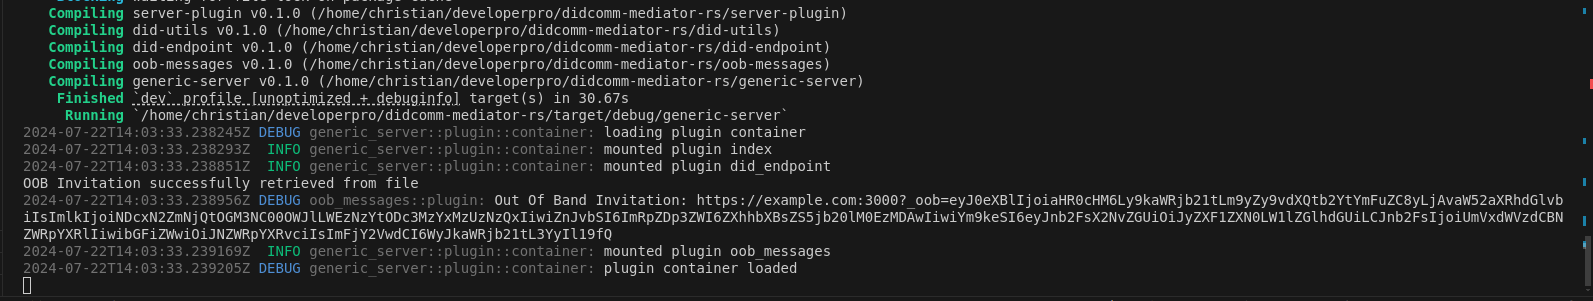 Compiling server-plugin v0.1.0 (/home/christian/developerpro/didcomm-mediator-rs/server-plugin)
Compiling did-utils v0.1.0 (/home/christian/developerpro/didcomm-mediator-rs/did-utils)
Compiling did-endpoint v0.1.0 (/home/christian/developerpro/didcomm-mediator-rs/did-endpoint)
Compiling oob-messages v0.1.0 (/home/christian/developerpro/didcomm-mediator-rs/oob-messages)
Compiling generic-server v0.1.0 (/home/christian/developerpro/didcomm-mediator-rs/generic-server)
Finished `dev` profile [unoptimized + debuginfo] target(s) in 30.67s
Running `/home/christian/developerpro/didcomm-mediator-rs/target/debug/generic-server`
2024-07-22T14:03:33.238245Z DEBUG generic_server::plugin::container: loading plugin container
2024-07-22T14:03:33.238293Z  INFO generic_server::plugin::container: mounted plugin index
2024-07-22T14:03:33.238851Z  INFO generic_server::plugin::container: mounted plugin did_endpoint
OOB Invitation successfully retrieved from file
2024-07-22T14:03:33.238956Z DEBUG oob_messages::plugin: Out Of Band Invitation: https://example.com:3000?_oob=eyJ0eXBlIjoiaHR0cHM6Ly9kaWRjb21tLm9yZy9vdXQtb2YtYmFuZC8yLjAvaW52aXRhdGlvb
iIsImlkIjoiNDcxN2ZmNjQtOGM3NC00OWJlLWEzNzYtODc3MzYxMzUzNzQxIiwiZnJvbSI6ImRpZDp3ZWI6ZXhhbXBsZS5jb20lM0EzMDAwIiwiYm9keSI6eyJnb2FsX2NvZGUiOiJyZXF1ZXN0LW1lZGlhdGUiLCJnb2FsIjoiUmVxdWVzdCBN
ZWRpYXRlIiwibGFiZWwiOiJNZWRpYXRvciIsImFjY2VwdCI6WyJkaWRjb21tL3YyIl19fQ
2024-07-22T14:03:33.239169Z  INFO generic_server::plugin::container: mounted plugin oob_messages
2024-07-22T14:03:33.239205Z DEBUG generic_server::plugin::container: plugin container loaded